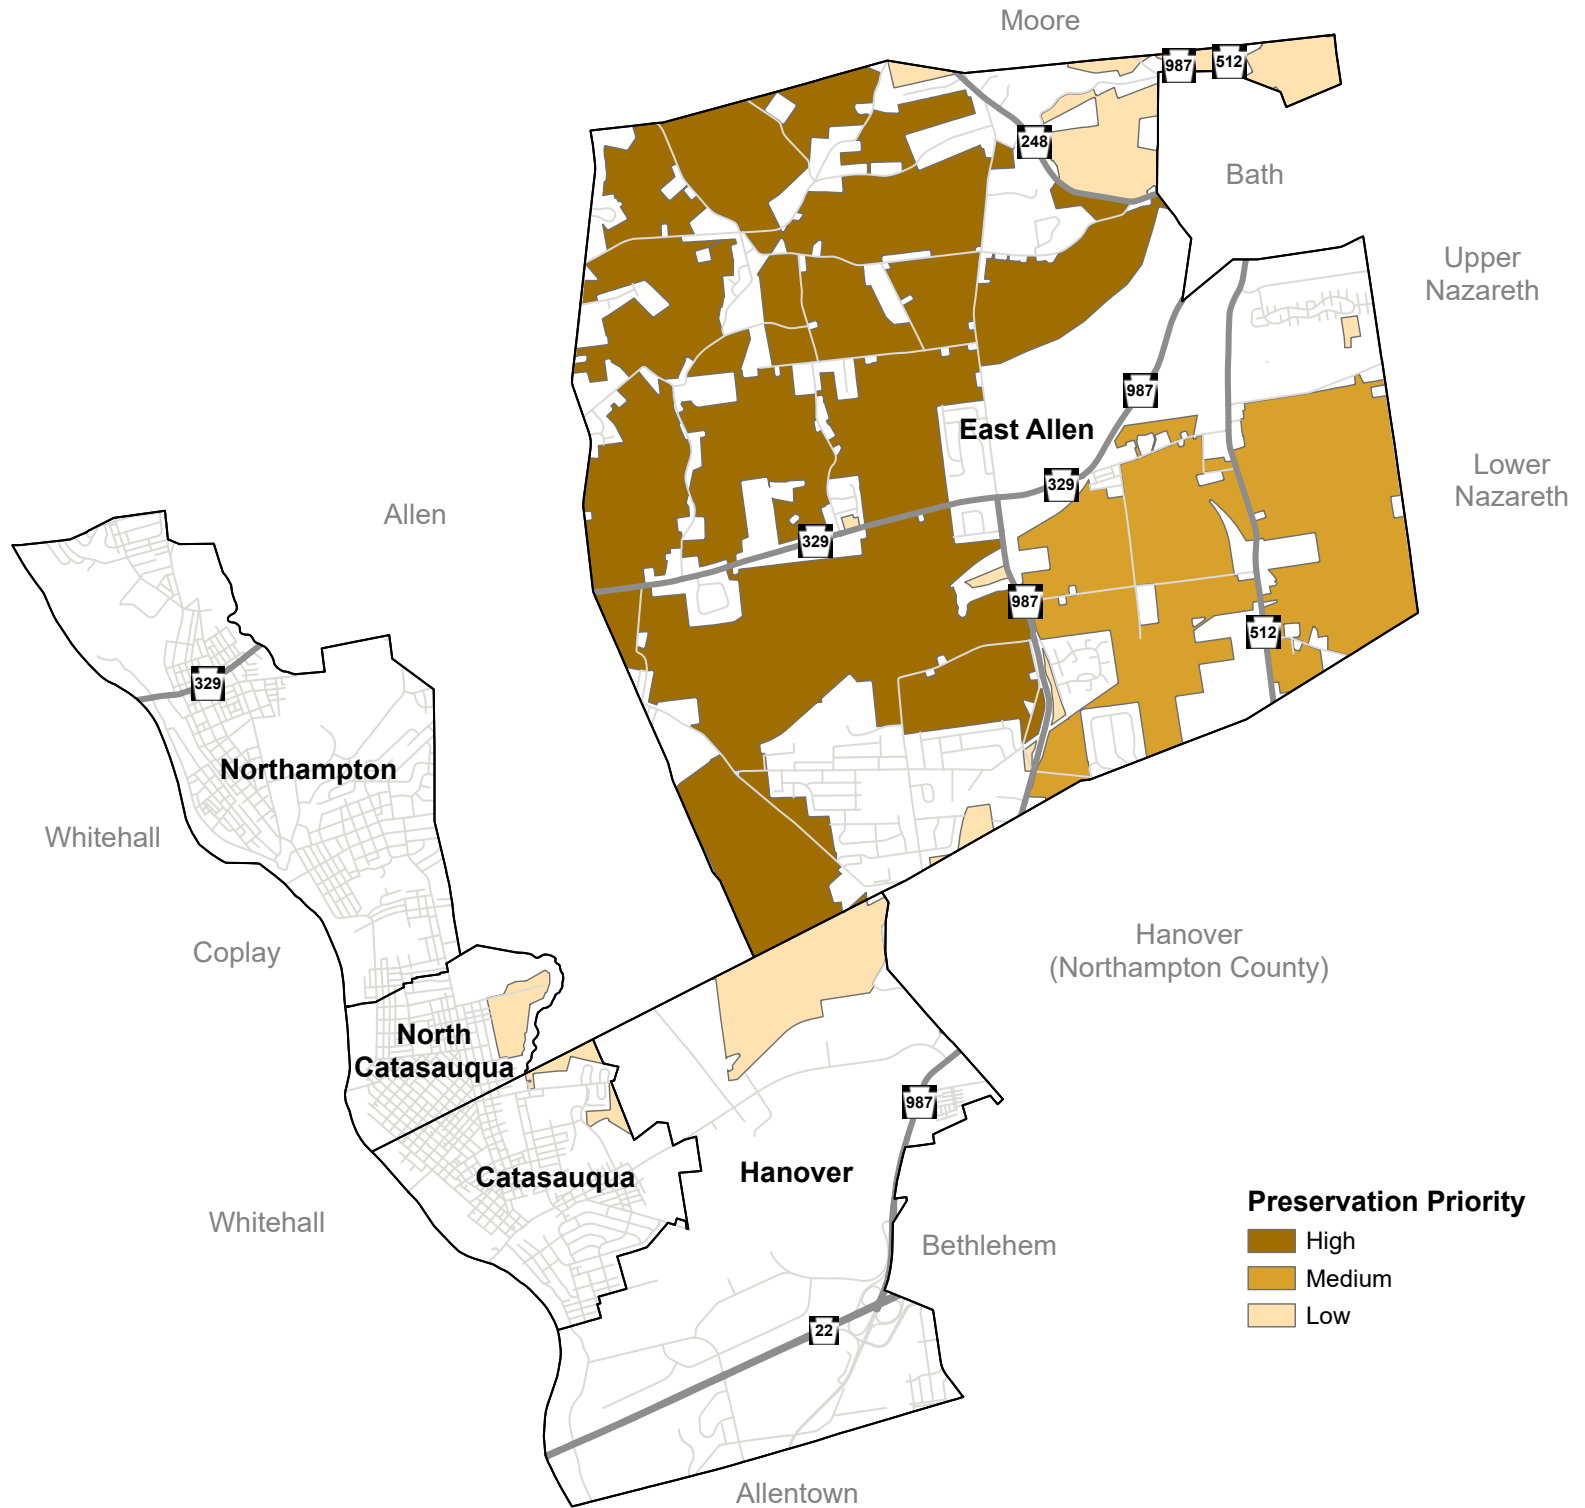 Moore
987
512
248
Bath
Upper
Nazareth
987
East Allen
Lower
Nazareth
329
Allen
329
987
512
329
Northampton
Whitehall
Coplay
Hanover
(Northampton County)
North
Catasauqua
987
Catasauqua
Hanover
Whitehall
Bethlehem
Preservation Priority
High
Medium
Low
22
Allentown